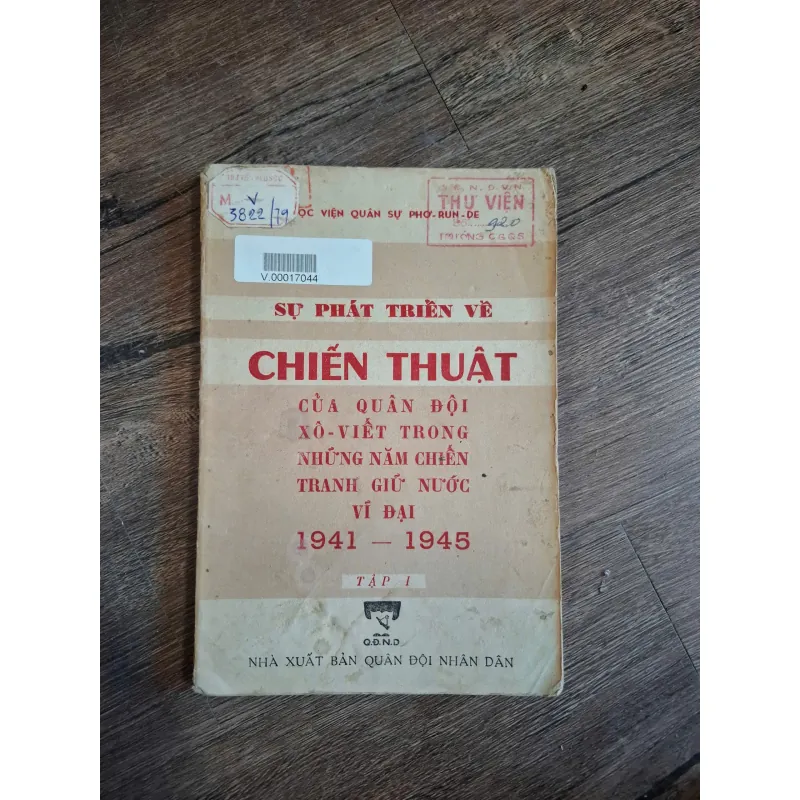 M V
3822/79
ỌC VIỆN QUÂN SỰ PHƠ-RUN-DE
THƯ VIỆN
920
V.00017044
SỰ PHÁT TRIỂN VỀ
CHIẾN THUẬT
CỦA QUÂN ĐỘI
XÔ-VIẾT TRONG
NHỮNG NĂM CHIẾN
TRANH GIỮ NƯỚC
VĨ ĐẠI
1941 — 1945
TẬP I
Q.Đ.N.D
NHÀ XUẤT BẢN QUÂN ĐỘI NHÂN DÂN